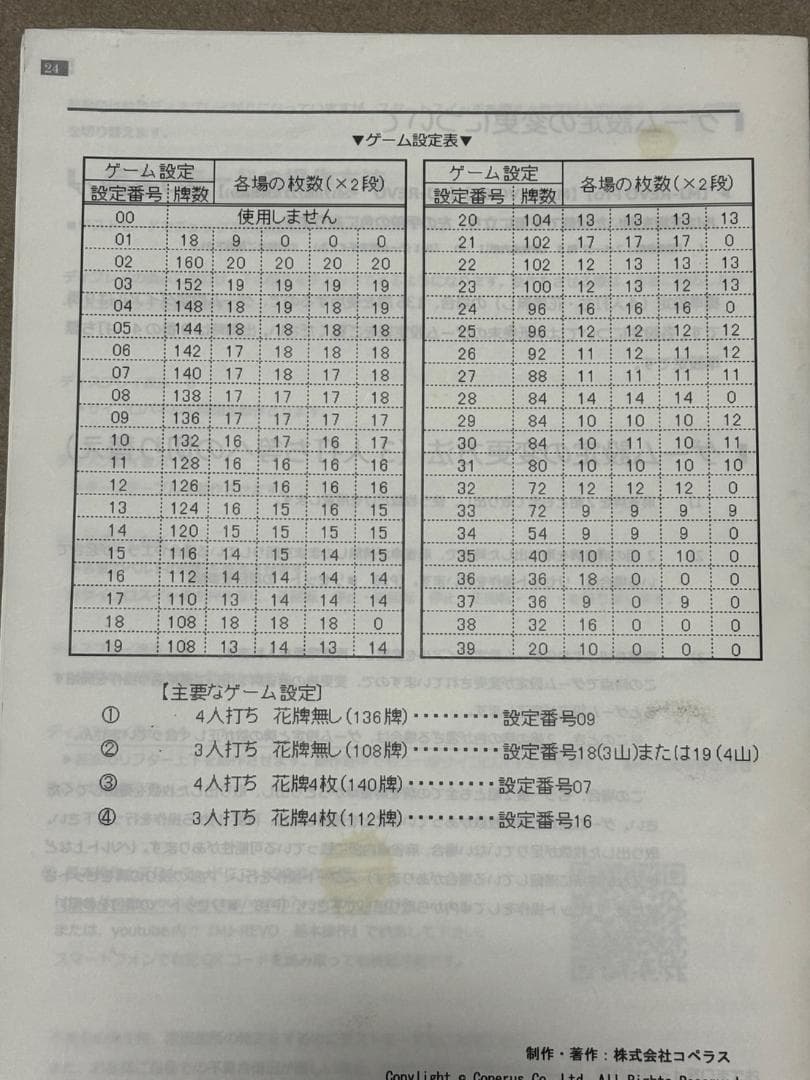 24
▼ゲーム設定表▼
ゲーム設定 各場の枚数(×2段)
設定番号 牌数
00 使用しません
01 18 9 0 0 0
02 160 20 20 20 20
03 152 19 19 19 19
04 148 18 19 18 19
05 144 18 18 18 18
06 142 17 18 18 18
07 140 17 18 17 18
08 138 17 17 17 18
09 136 17 17 17 17
10 132 16 17 16 17
11 128 16 16 16 16
12 126 15 16 16 16
13 124 16 15 16 15
14 120 15 15 15 15
15 116 14 15 14 15
16 112 14 14 14 14
17 110 13 14 14 14
18 108 18 18 18 0
19 108 13 14 13 14
ゲーム設定 各場の枚数(×2段)
設定番号 牌数
20 104 13 13 13 13
21 102 17 17 17 0
22 102 12 13 13 13
23 100 12 13 12 13
24 96 16 16 16 0
25 96 12 12 12 12
26 92 11 12 11 12
27 88 11 11 11 11
28 84 14 14 14 0
29 84 10 10 10 12
30 84 10 11 10 11
31 80 10 10 10 10
32 72 12 12 12 0
33 72 9 9 9 9
34 54 9 9 9 0
35 40 10 0 10 0
36 36 18 0 0 0
37 36 9 0 9 0
38 32 16 0 0 0
39 20 10 0 0 0
【主要なゲーム設定】
① 4人打ち 花牌無し(136牌)‥‥‥‥‥設定番号09
② 3人打ち 花牌無し(108牌)‥‥‥‥‥設定番号18(3山)または19(4山)
③ 4人打ち 花牌4枚(140牌)‥‥‥‥‥設定番号07
④ 3人打ち 花牌4枚(112牌)‥‥‥‥‥設定番号16
制作・著作：株式会社コペラス